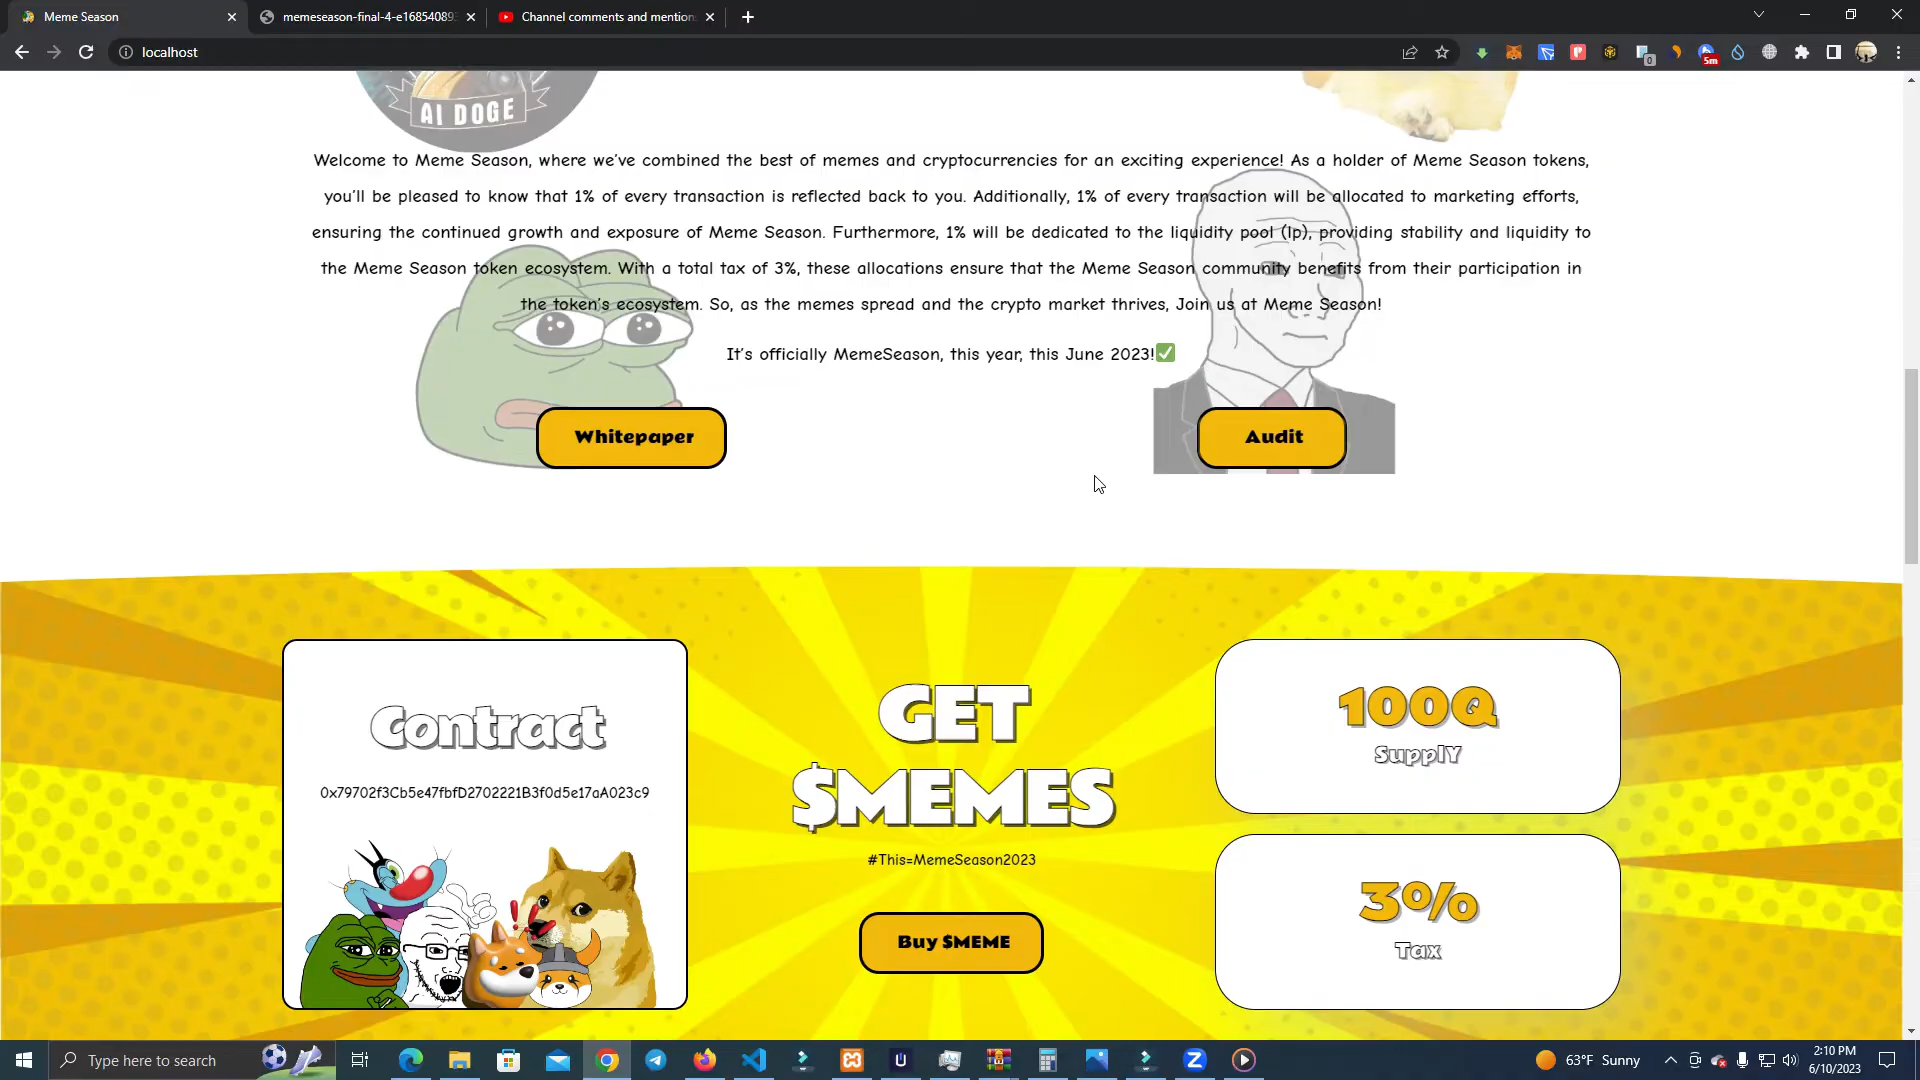 Meme Season
memeseason-final-4-e16854089
Channel comments and mention
localhost
0
5m
AI DOGE
Welcome to Meme Season, where we've combined the best of memes and cryptocurrencies for an exciting experience! As a holder of Meme Season tokens,
you'll be pleased to know that 1% of every transaction is reflected back to you. Additionally, 1% of every transaction will be allocated to marketing efforts,
ensuring the continued growth and exposure of Meme Season. Furthermore, 1% will be dedicated to the liquidity pool (lp), providing stability and liquidity to
the Meme Season token ecosystem. With a total tax of 3%, these allocations ensure that the Meme Season community benefits from their participation in
the token's ecosystem. So, as the memes spread and the crypto market thrives, Join us at Meme Season!
It's officially MemeSeason, this year, this June 2023!✅
Whitepaper
Audit
Contract
0x79702f3Cb5e47fbfD2702221B3f0d5e17aA023c9
GET
$MEMES
#This=MemeSeason2023
Buy $MEME
100Q
SupplY
3%
Tax
Type here to search
63°F Sunny
2:10 PM
6/10/2023